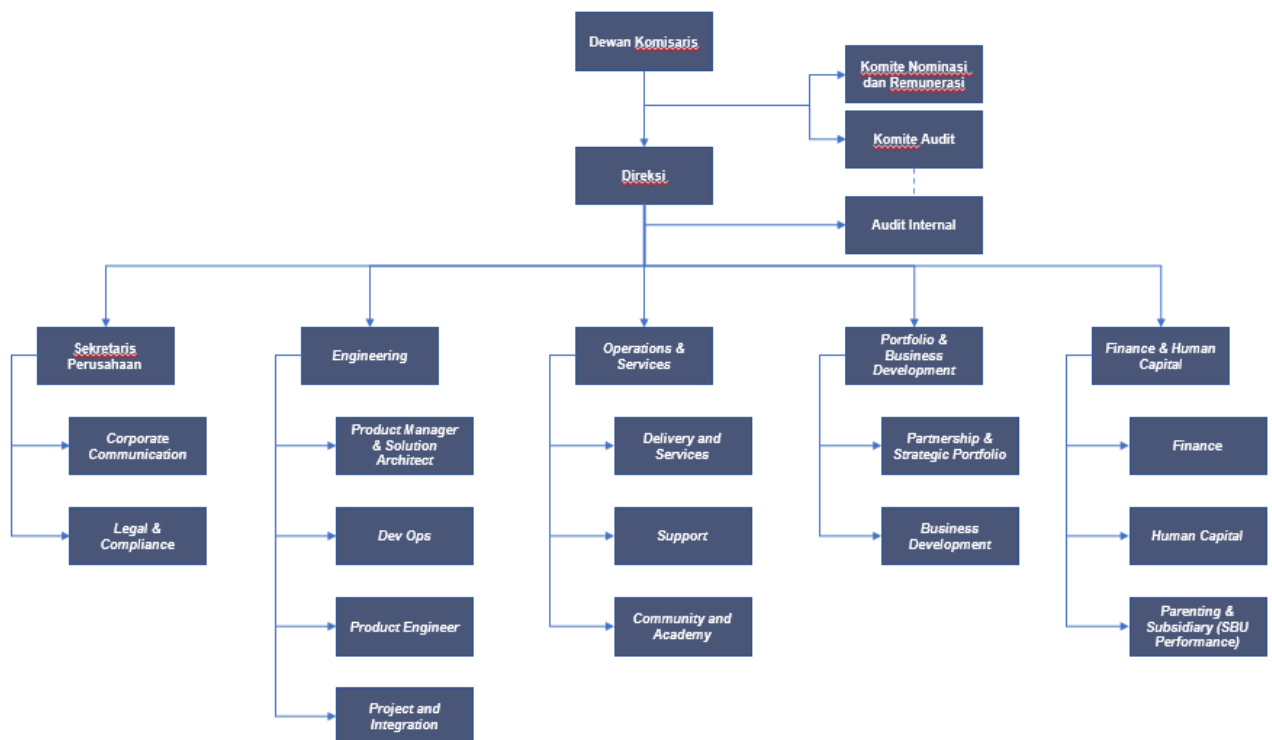 Dewan Komisaris
Komite Nominasi
dan Remunerasi
Komite Audit
Direksi
Audit Internal
Sekretaris
Perusahaan
Engineering
Operations &
Services
Portfolio &
Business
Development
Finance & Human
Capital
Corporate
Communication
Product Manager
& Solution
Architect
Delivery and
Services
Partnership &
Strategic Portfolio
Finance
Legal &
Compliance
Dev Ops
Support
Business
Development
Human Capital
Product Engineer
Community and
Academy
Parenting &
Subsidiary (SBU
Performance)
Project and
Integration